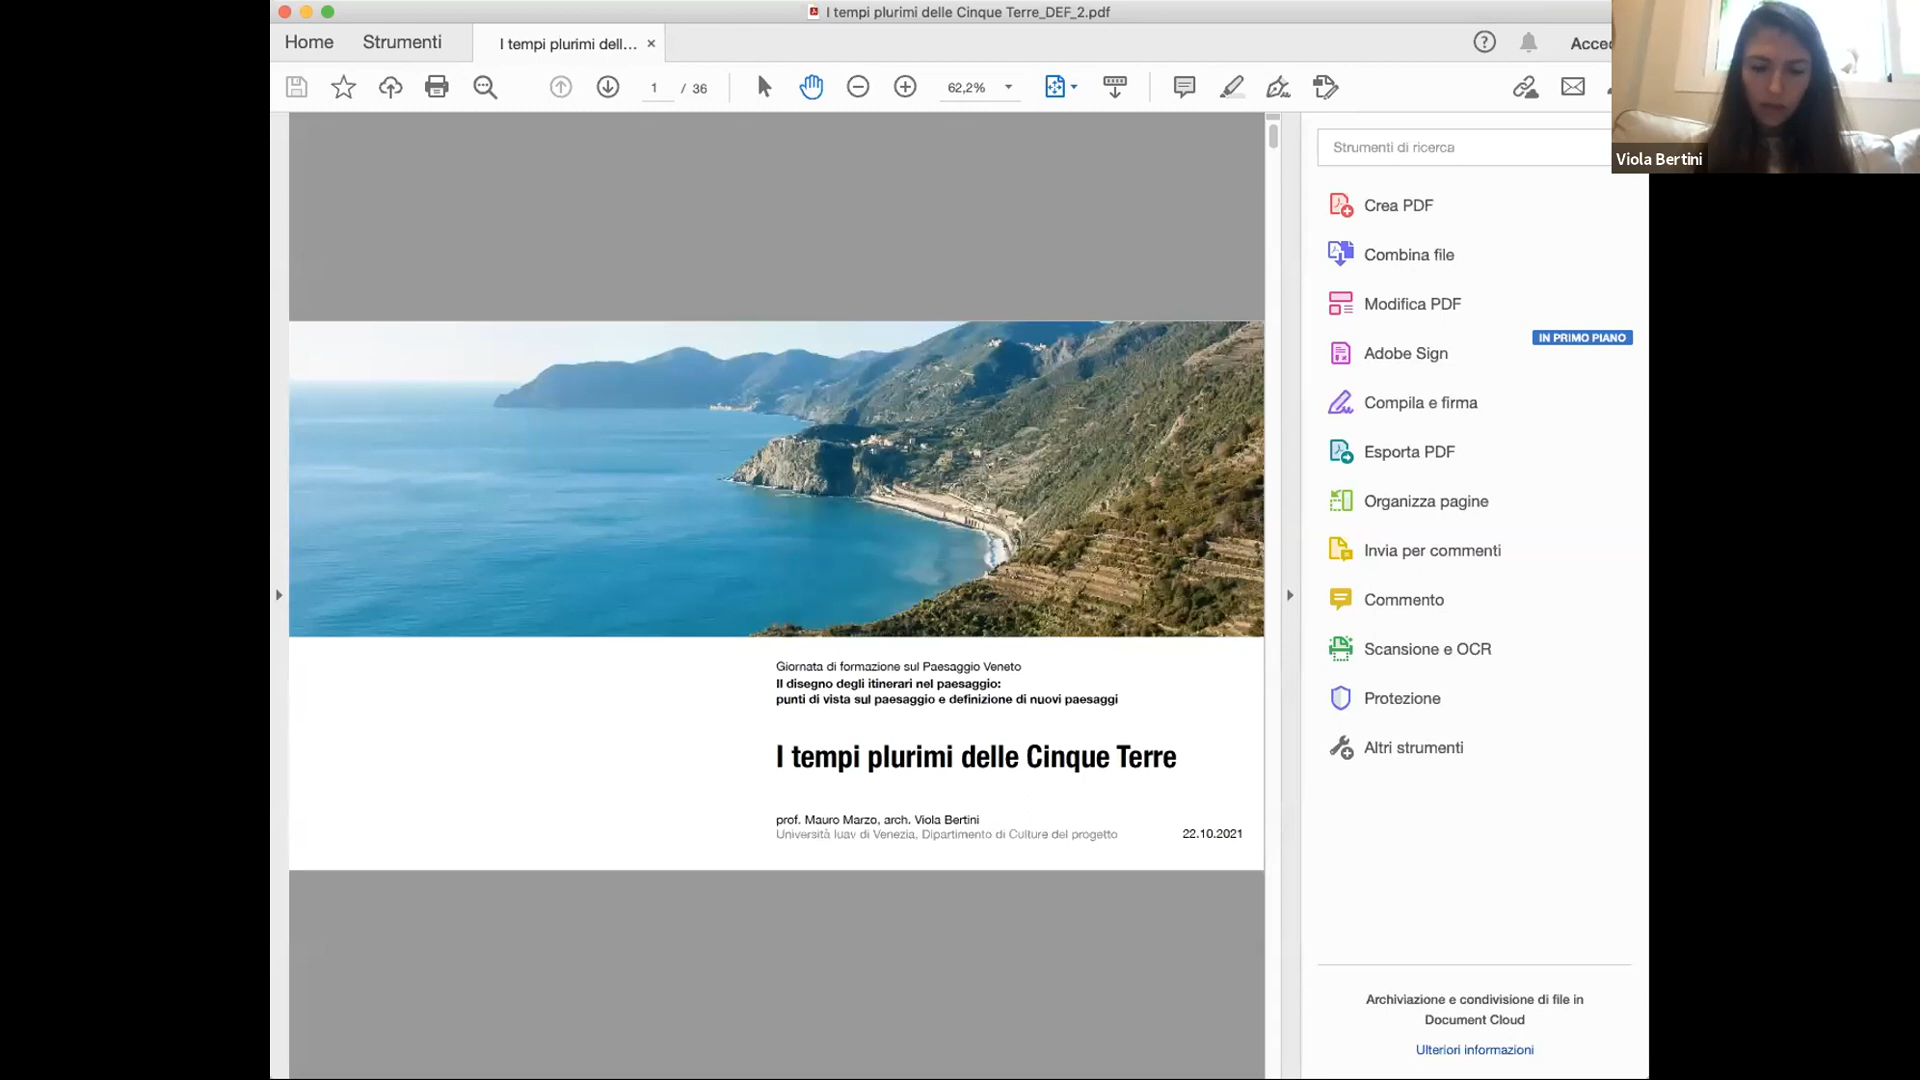 I tempi plurimi delle Cinque Terre_DEF_2.pdf
Home Strumenti I tempi plurimi dell... ×
1 / 36 62,2%
Viola Bertini
Strumenti di ricerca
Crea PDF
Combina file
Modifica PDF
IN PRIMO PIANO
Adobe Sign
Compila e firma
Esporta PDF
Organizza pagine
Invia per commenti
Commento
Scansione e OCR
Protezione
Altri strumenti
Archiviazione e condivisione di file in
Document Cloud
Ulteriori informazioni
Giornata di formazione sul Paesaggio Veneto
Il disegno degli itinerari nel paesaggio:
punti di vista sul paesaggio e definizione di nuovi paesaggi
I tempi plurimi delle Cinque Terre
prof. Mauro Marzo, arch. Viola Bertini
Università Iuav di Venezia, Dipartimento di Culture del progetto 22.10.2021